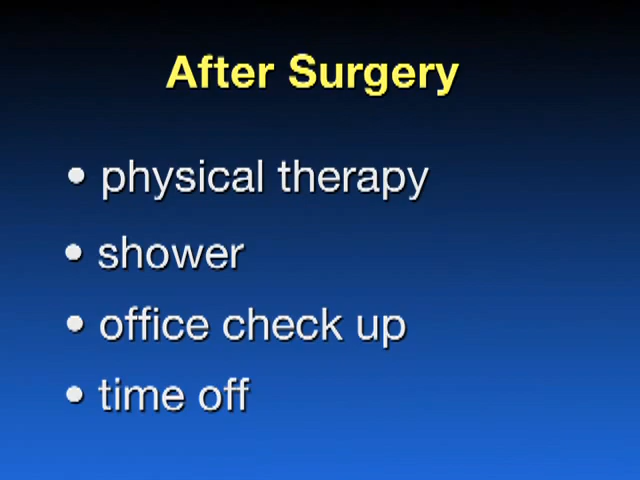 After Surgery
• physical therapy
• shower
• office check up
• time off